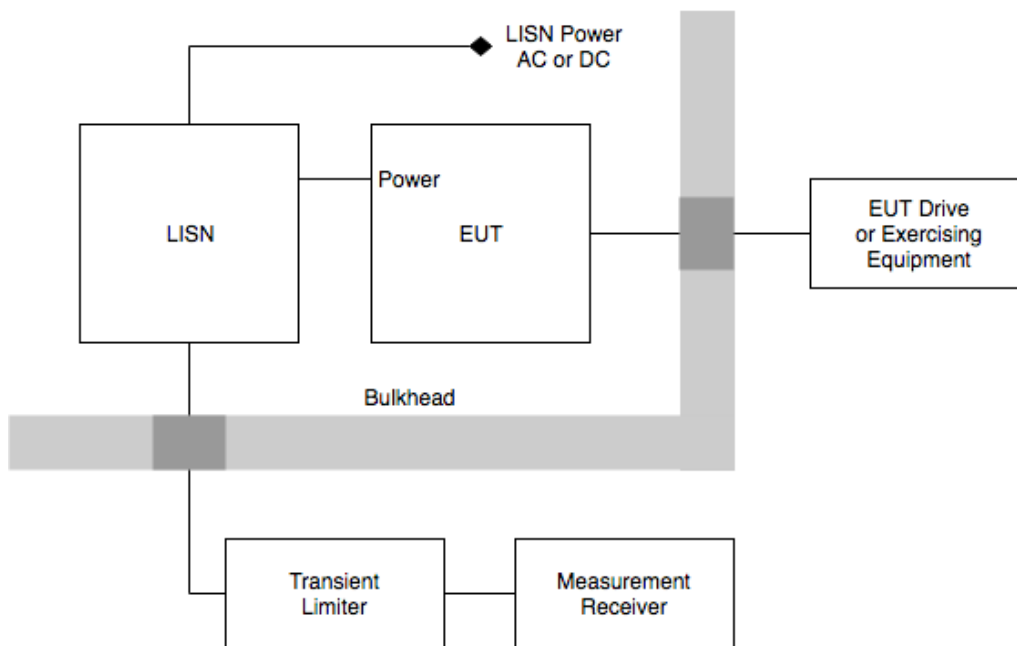 LISN Power
AC or DC
LISN
Power
EUT
EUT Drive
or Exercising
Equipment
Bulkhead
Transient
Limiter
Measurement
Receiver